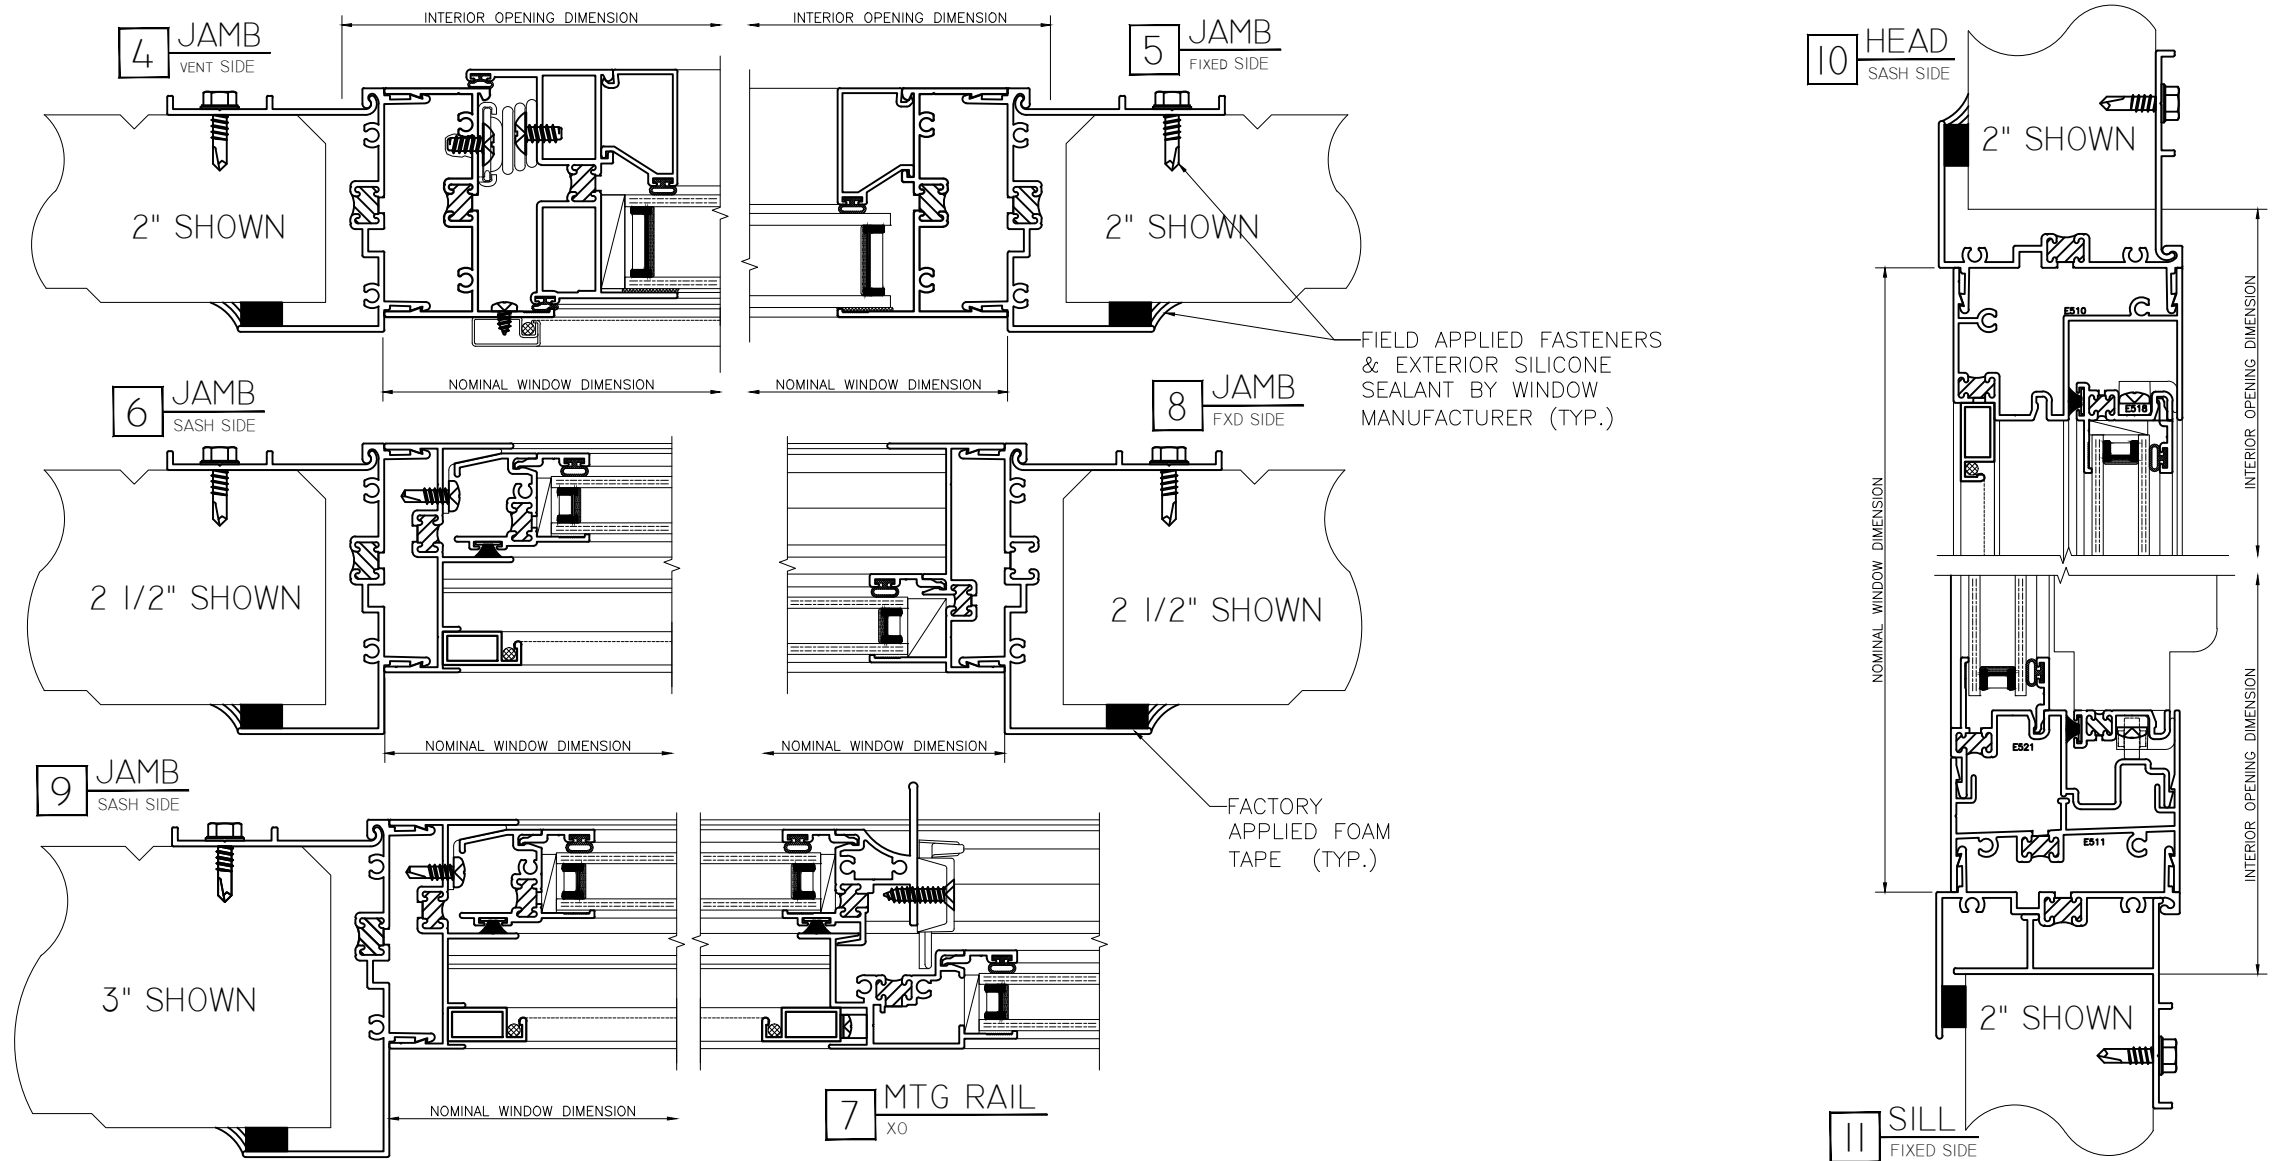 INTERIOR OPENING DIMENSION
INTERIOR OPENING DIMENSION
4 JAMB
VENT SIDE
5 JAMB
FIXED SIDE
10 HEAD
SASH SIDE
2" SHOWN
2" SHOWN
2" SHOWN
FIELD APPLIED FASTENERS
& EXTERIOR SILICONE
SEALANT BY WINDOW
MANUFACTURER (TYP.)
NOMINAL WINDOW DIMENSION
NOMINAL WINDOW DIMENSION
6 JAMB
SASH SIDE
8 JAMB
FXD SIDE
2 1/2" SHOWN
2 1/2" SHOWN
NOMINAL WINDOW DIMENSION
NOMINAL WINDOW DIMENSION
9 JAMB
SASH SIDE
FACTORY
APPLIED FOAM
TAPE (TYP.)
3" SHOWN
NOMINAL WINDOW DIMENSION
7 MTG RAIL
XO
E510
E518
INTERIOR OPENING DIMENSION
NOMINAL WINDOW DIMENSION
E521
E511
INTERIOR OPENING DIMENSION
2" SHOWN
11 SILL
FIXED SIDE